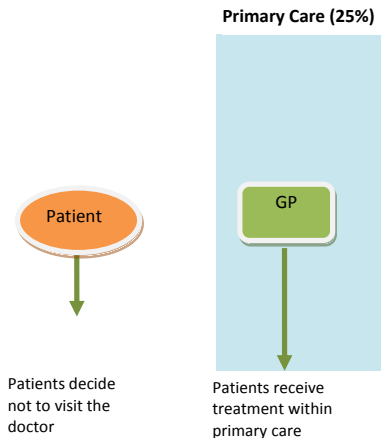 Primary Care (25%)
Patient
GP
Patients decide
not to visit the
doctor
Patients receive
treatment within
primary care